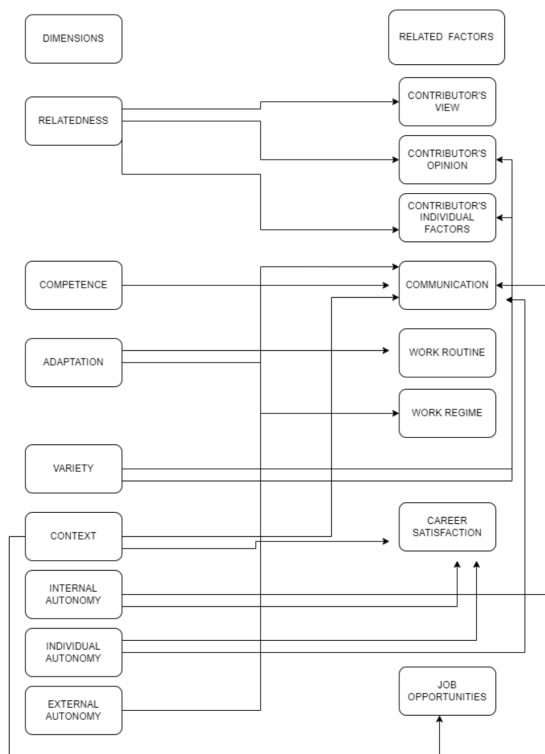 DIMENSIONS
RELATED FACTORS
RELATEDNESS
CONTRIBUTOR'S
VIEW
CONTRIBUTOR'S
OPINION
CONTRIBUTOR'S
INDIVIDUAL
FACTORS
COMPETENCE
COMMUNICATION
ADAPTATION
WORK ROUTINE
WORK REGIME
VARIETY
CONTEXT
CAREER
SATISFACTION
INTERNAL
AUTONOMY
INDIVIDUAL
AUTONOMY
EXTERNAL
AUTONOMY
JOB
OPPORTUNITIES